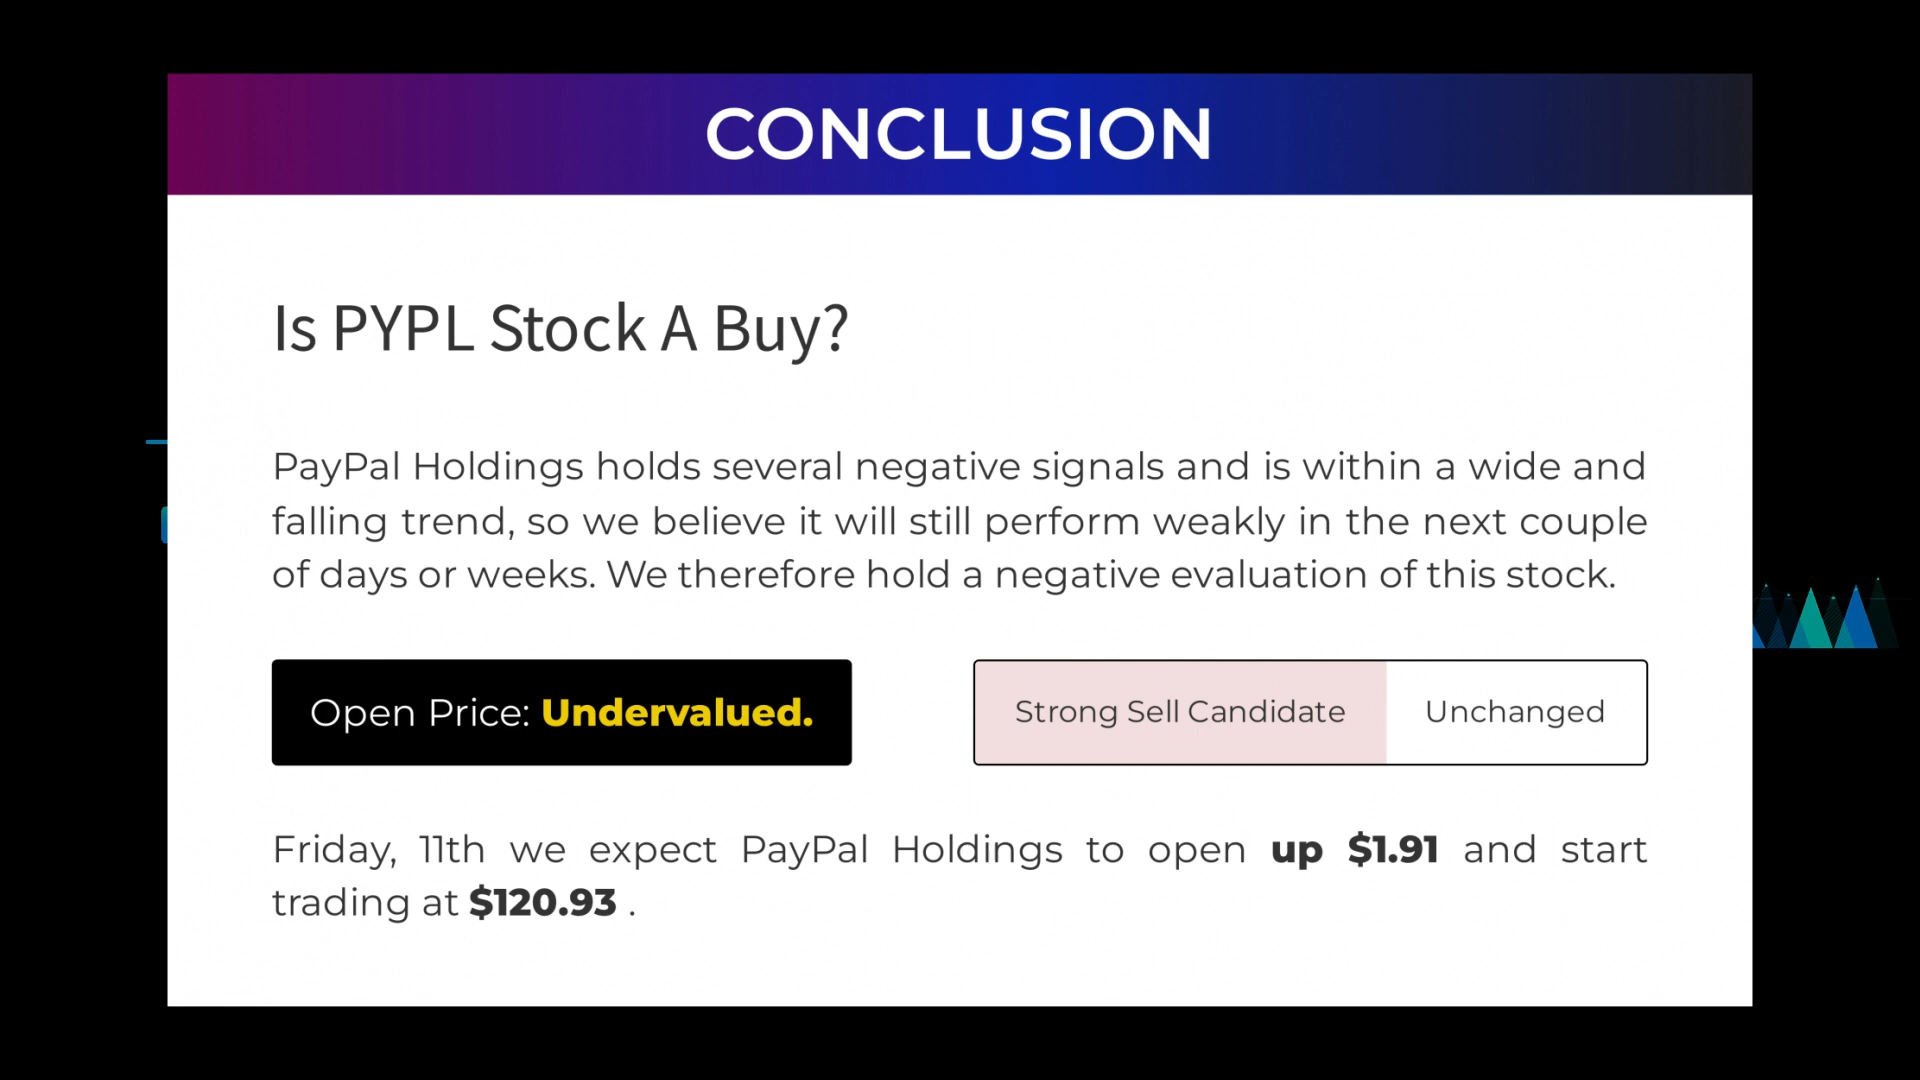 CONCLUSION
Is PYPL Stock A Buy?
PayPal Holdings holds several negative signals and is within a wide and
falling trend, so we believe it will still perform weakly in the next couple
of days or weeks. We therefore hold a negative evaluation of this stock.
Open Price: Undervalued.
Strong Sell Candidate
Unchanged
Friday, 11th we expect PayPal Holdings to open up $1.91 and start
trading at $120.93 .